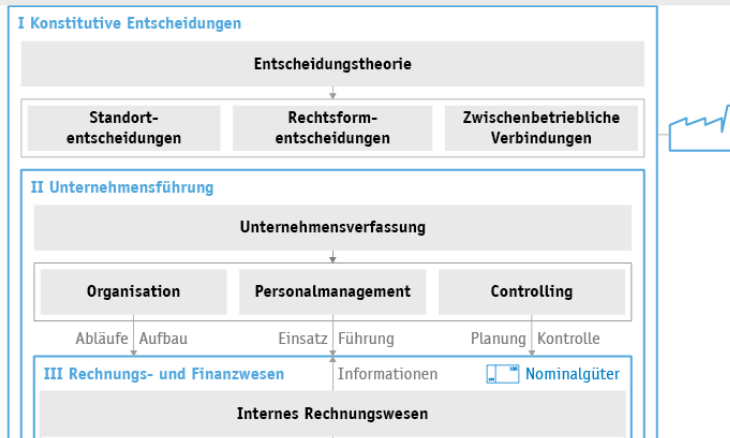 I Konstitutive Entscheidungen
Entscheidungstheorie
Standort-
entscheidungen
Rechtsform-
entscheidungen
Zwischenbetriebliche
Verbindungen
II Unternehmensführung
Unternehmensverfassung
Organisation
Personalmanagement
Controlling
Abläufe Aufbau
Einsatz Führung
Planung Kontrolle
III Rechnungs- und Finanzwesen
Informationen
Nominalgüter
Internes Rechnungswesen